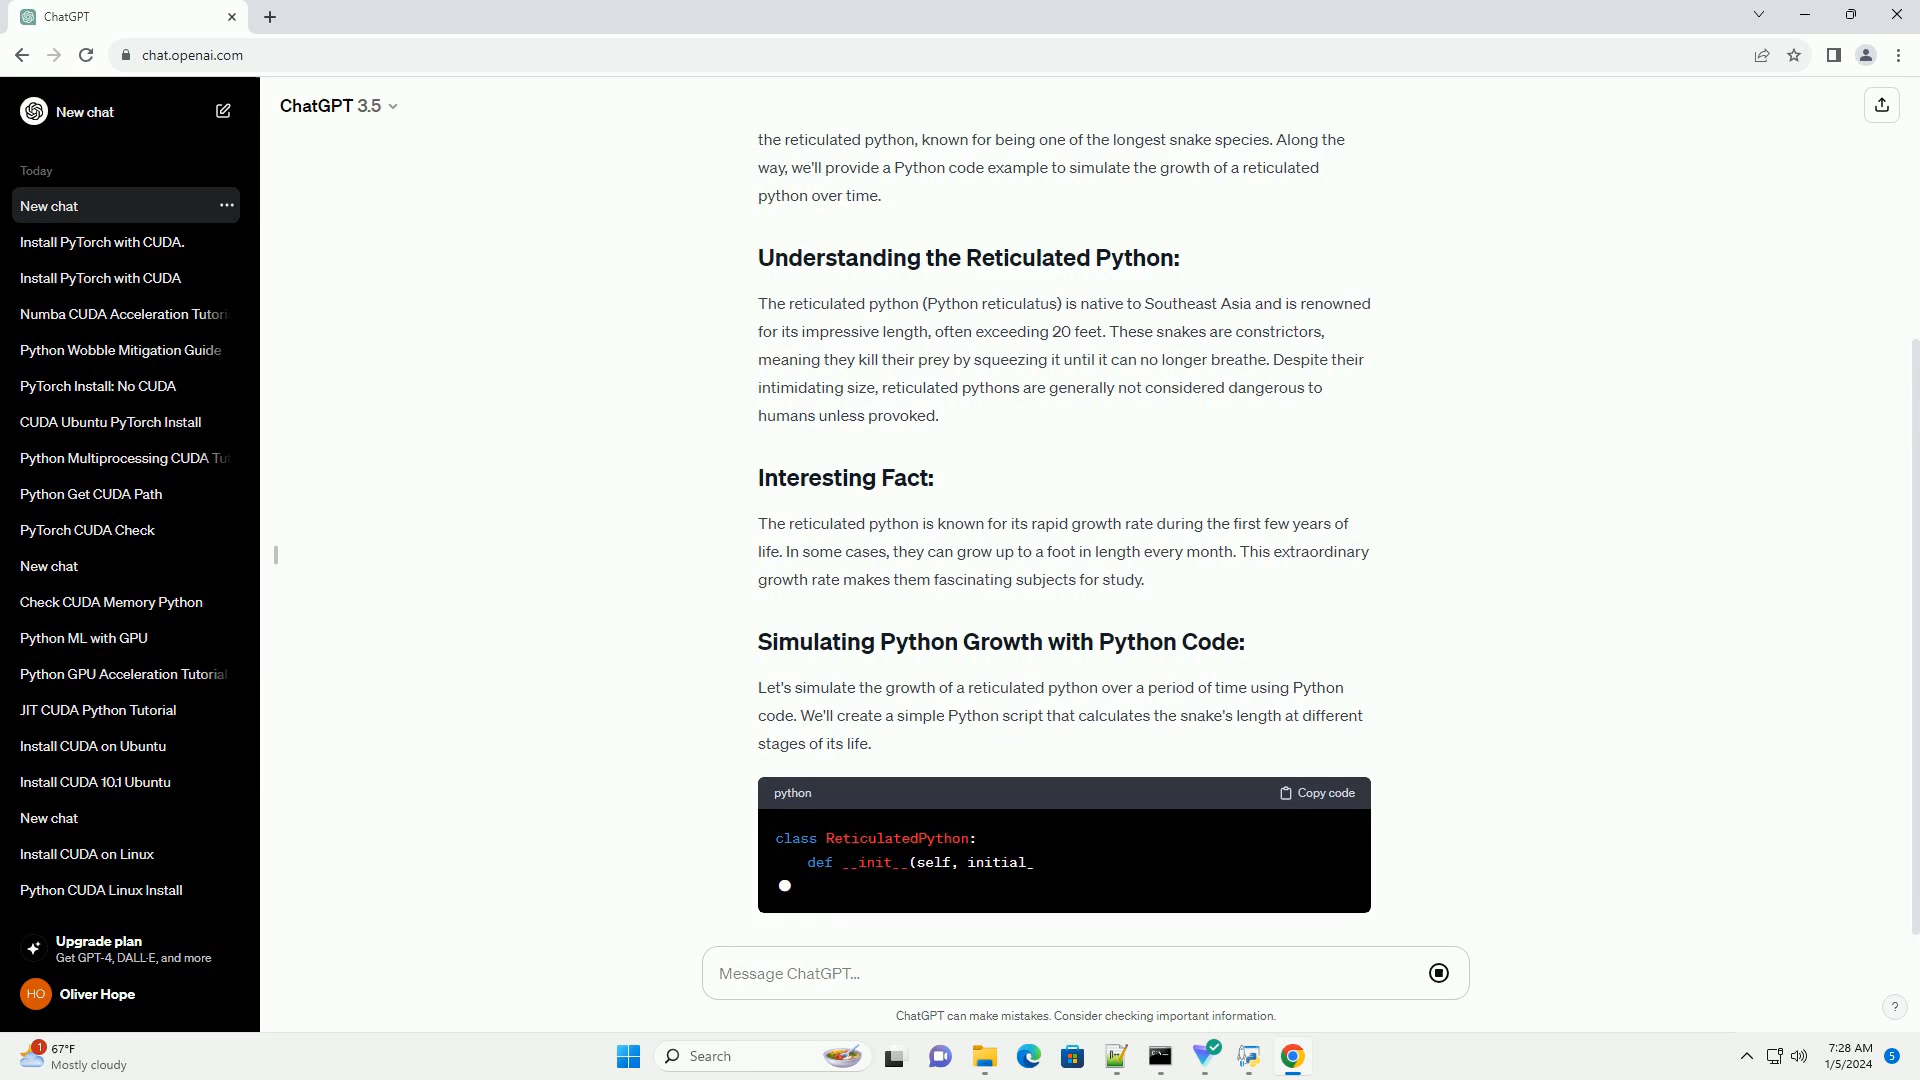 ChatGPT
chat.openai.com
New chat
Today
New chat
Install PyTorch with CUDA.
Install PyTorch with CUDA
Numba CUDA Acceleration Tutori
Python Wobble Mitigation Guide
PyTorch Install: No CUDA
CUDA Ubuntu PyTorch Install
Python Multiprocessing CUDA Tu
Python Get CUDA Path
PyTorch CUDA Check
New chat
Check CUDA Memory Python
Python ML with GPU
Python GPU Acceleration Tutorial
JIT CUDA Python Tutorial
Install CUDA on Ubuntu
Install CUDA 10.1 Ubuntu
New chat
Install CUDA on Linux
Python CUDA Linux Install
Upgrade plan
Get GPT-4, DALL·E, and more
HO Oliver Hope
ChatGPT 3.5
the reticulated python, known for being one of the longest snake species. Along the
way, we'll provide a Python code example to simulate the growth of a reticulated
python over time.
Understanding the Reticulated Python:
The reticulated python (Python reticulatus) is native to Southeast Asia and is renowned
for its impressive length, often exceeding 20 feet. These snakes are constrictors,
meaning they kill their prey by squeezing it until it can no longer breathe. Despite their
intimidating size, reticulated pythons are generally not considered dangerous to
humans unless provoked.
Interesting Fact:
The reticulated python is known for its rapid growth rate during the first few years of
life. In some cases, they can grow up to a foot in length every month. This extraordinary
growth rate makes them fascinating subjects for study.
Simulating Python Growth with Python Code:
Let's simulate the growth of a reticulated python over a period of time using Python
code. We'll create a simple Python script that calculates the snake's length at different
stages of its life.
python Copy code
class ReticulatedPython:
def __init__(self, initial_
Message ChatGPT...
ChatGPT can make mistakes. Consider checking important information.
?
1 67°F
Mostly cloudy
Search
7:28 AM
1/5/2024
5